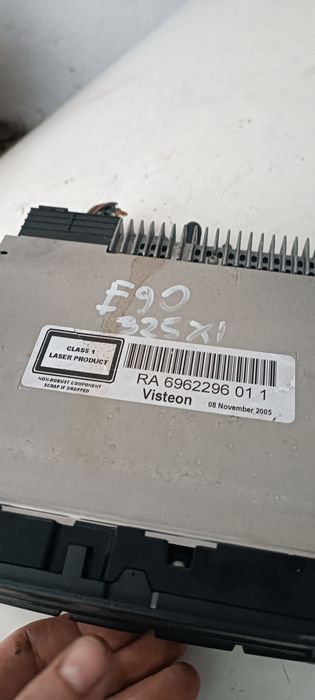 E90
325XI
CLASS 1
LASER PRODUCT
NON-ROBUST COMPONENT
SCRAP IF DROPPED
RA 6962296 01 1
Visteon
08 November 2005